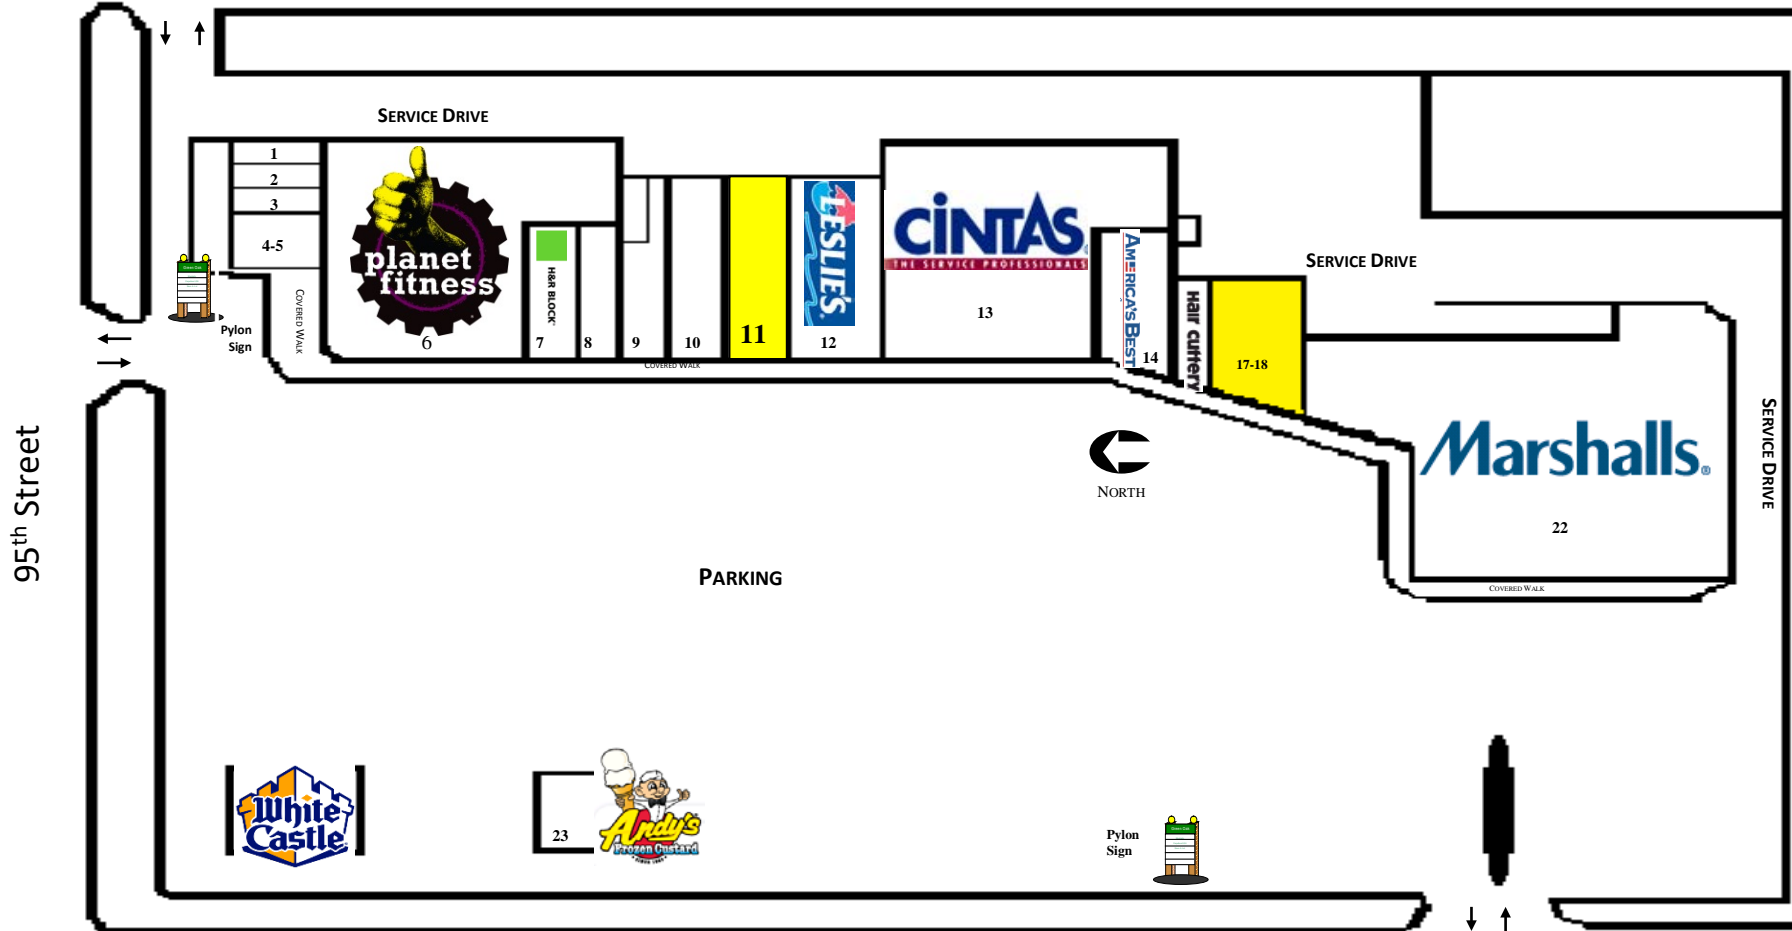 SERVICE DRIVE
1
2
3
4-5
COVERED WALK
Pylon
Sign
planet
fitness
6
H&R BLOCK
7
8
9
10
11
LESLIE'S
12
CINTAS
THE SERVICE PROFESSIONALS
13
AMERICA'S BEST
14
Hair cuttery
SERVICE DRIVE
17-18
COVERED WALK
Marshalls®
22
COVERED WALK
SERVICE DRIVE
NORTH
95th Street
PARKING
White
Castle
23
Andy's
Frozen Custard
Pylon
Sign